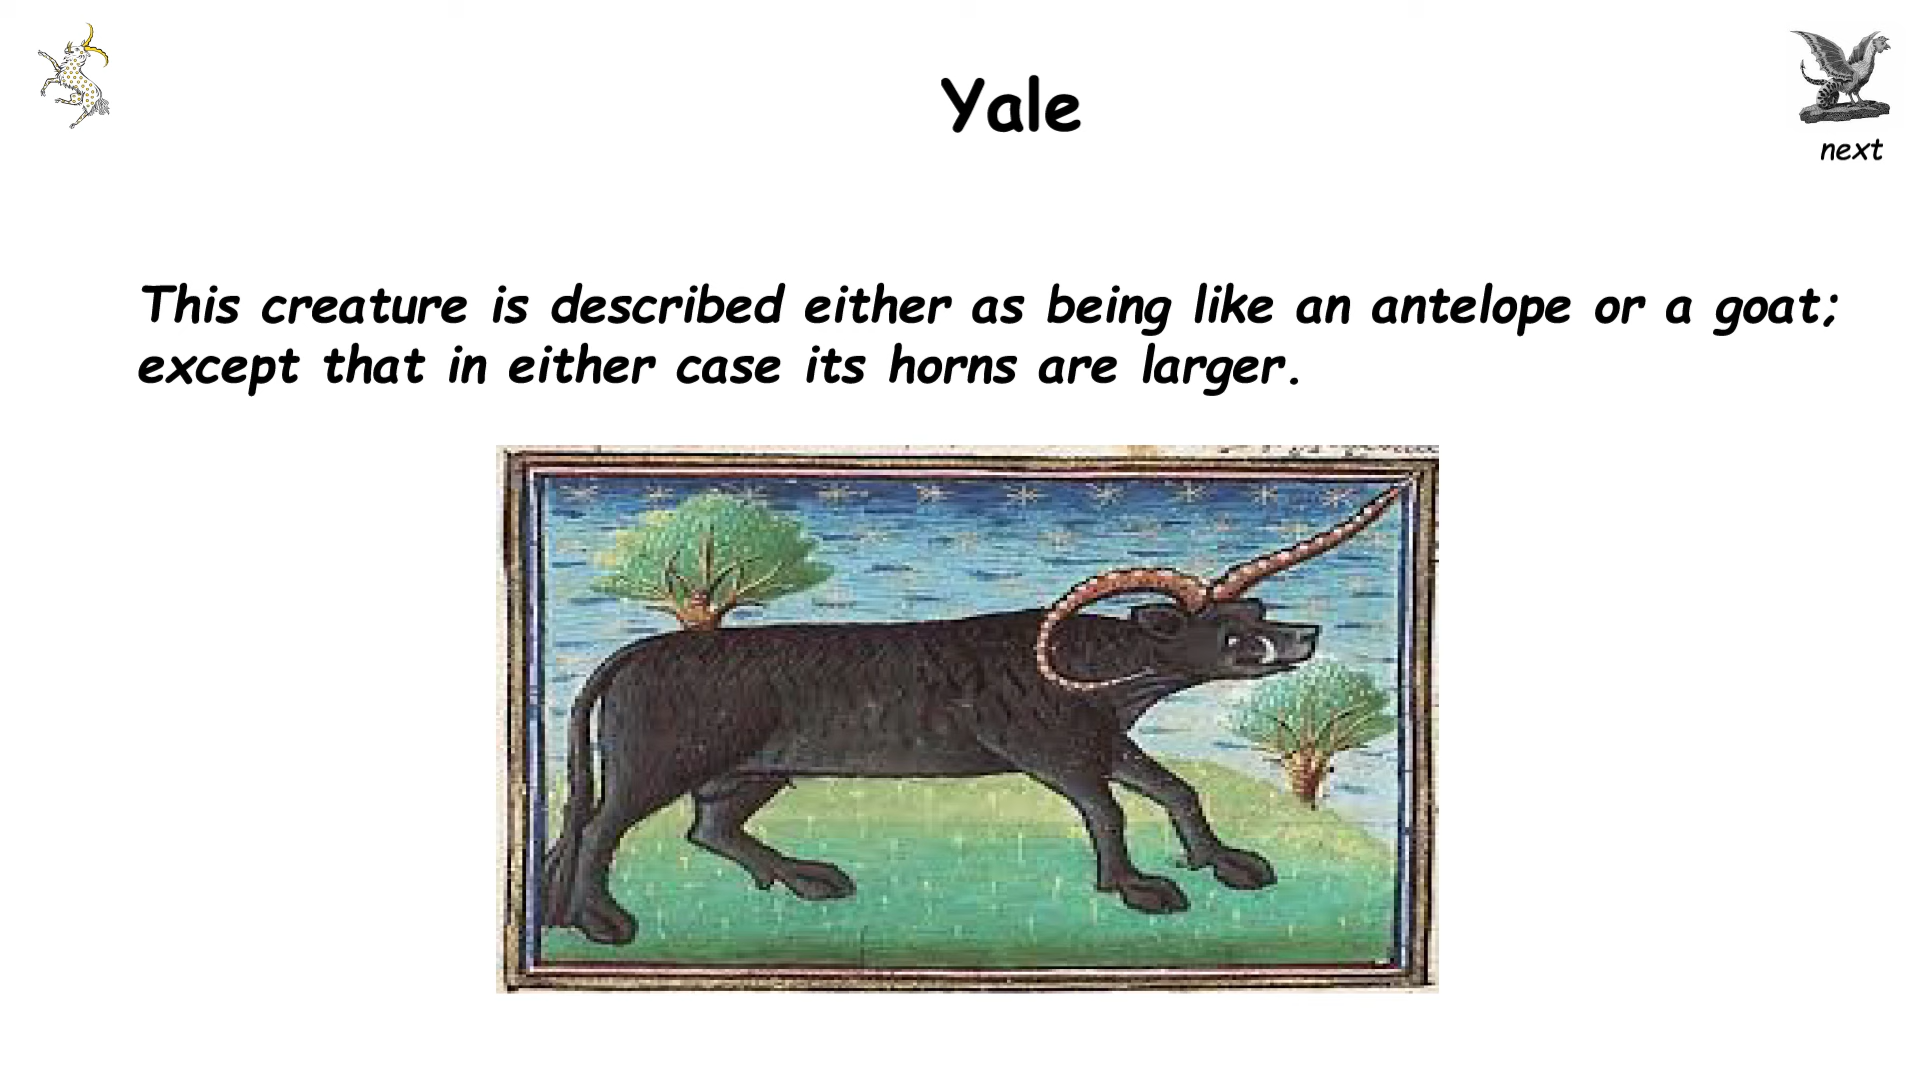 Yale
next
This creature is described either as being like an antelope or a goat;
except that in either case its horns are larger.